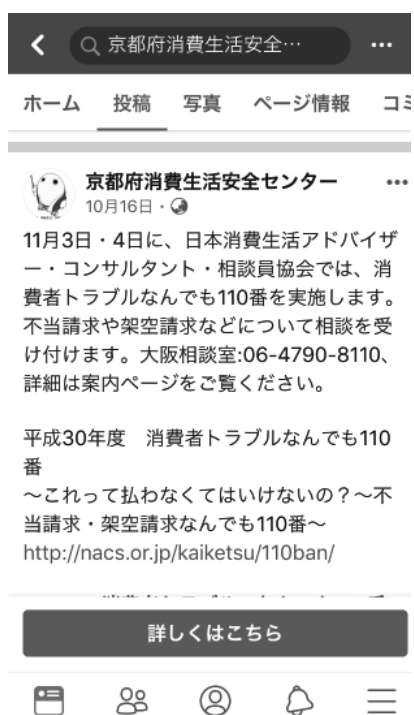 京都府消費生活安全…
ホーム 投稿 写真 ページ情報 コミ
京都府消費生活安全センター
10月16日・
11月3日・4日に、日本消費生活アドバイザ
ー・コンサルタント・相談員協会では、消
費者トラブルなんでも110番を実施します。
不当請求や架空請求などについて相談を受
け付けます。大阪相談室:06-4790-8110、
詳細は案内ページをご覧ください。
平成30年度　消費者トラブルなんでも110
番
～これって払わなくてはいけないの？～不
当請求・架空請求なんでも110番～
http://nacs.or.jp/kaiketsu/110ban/
詳しくはこちら